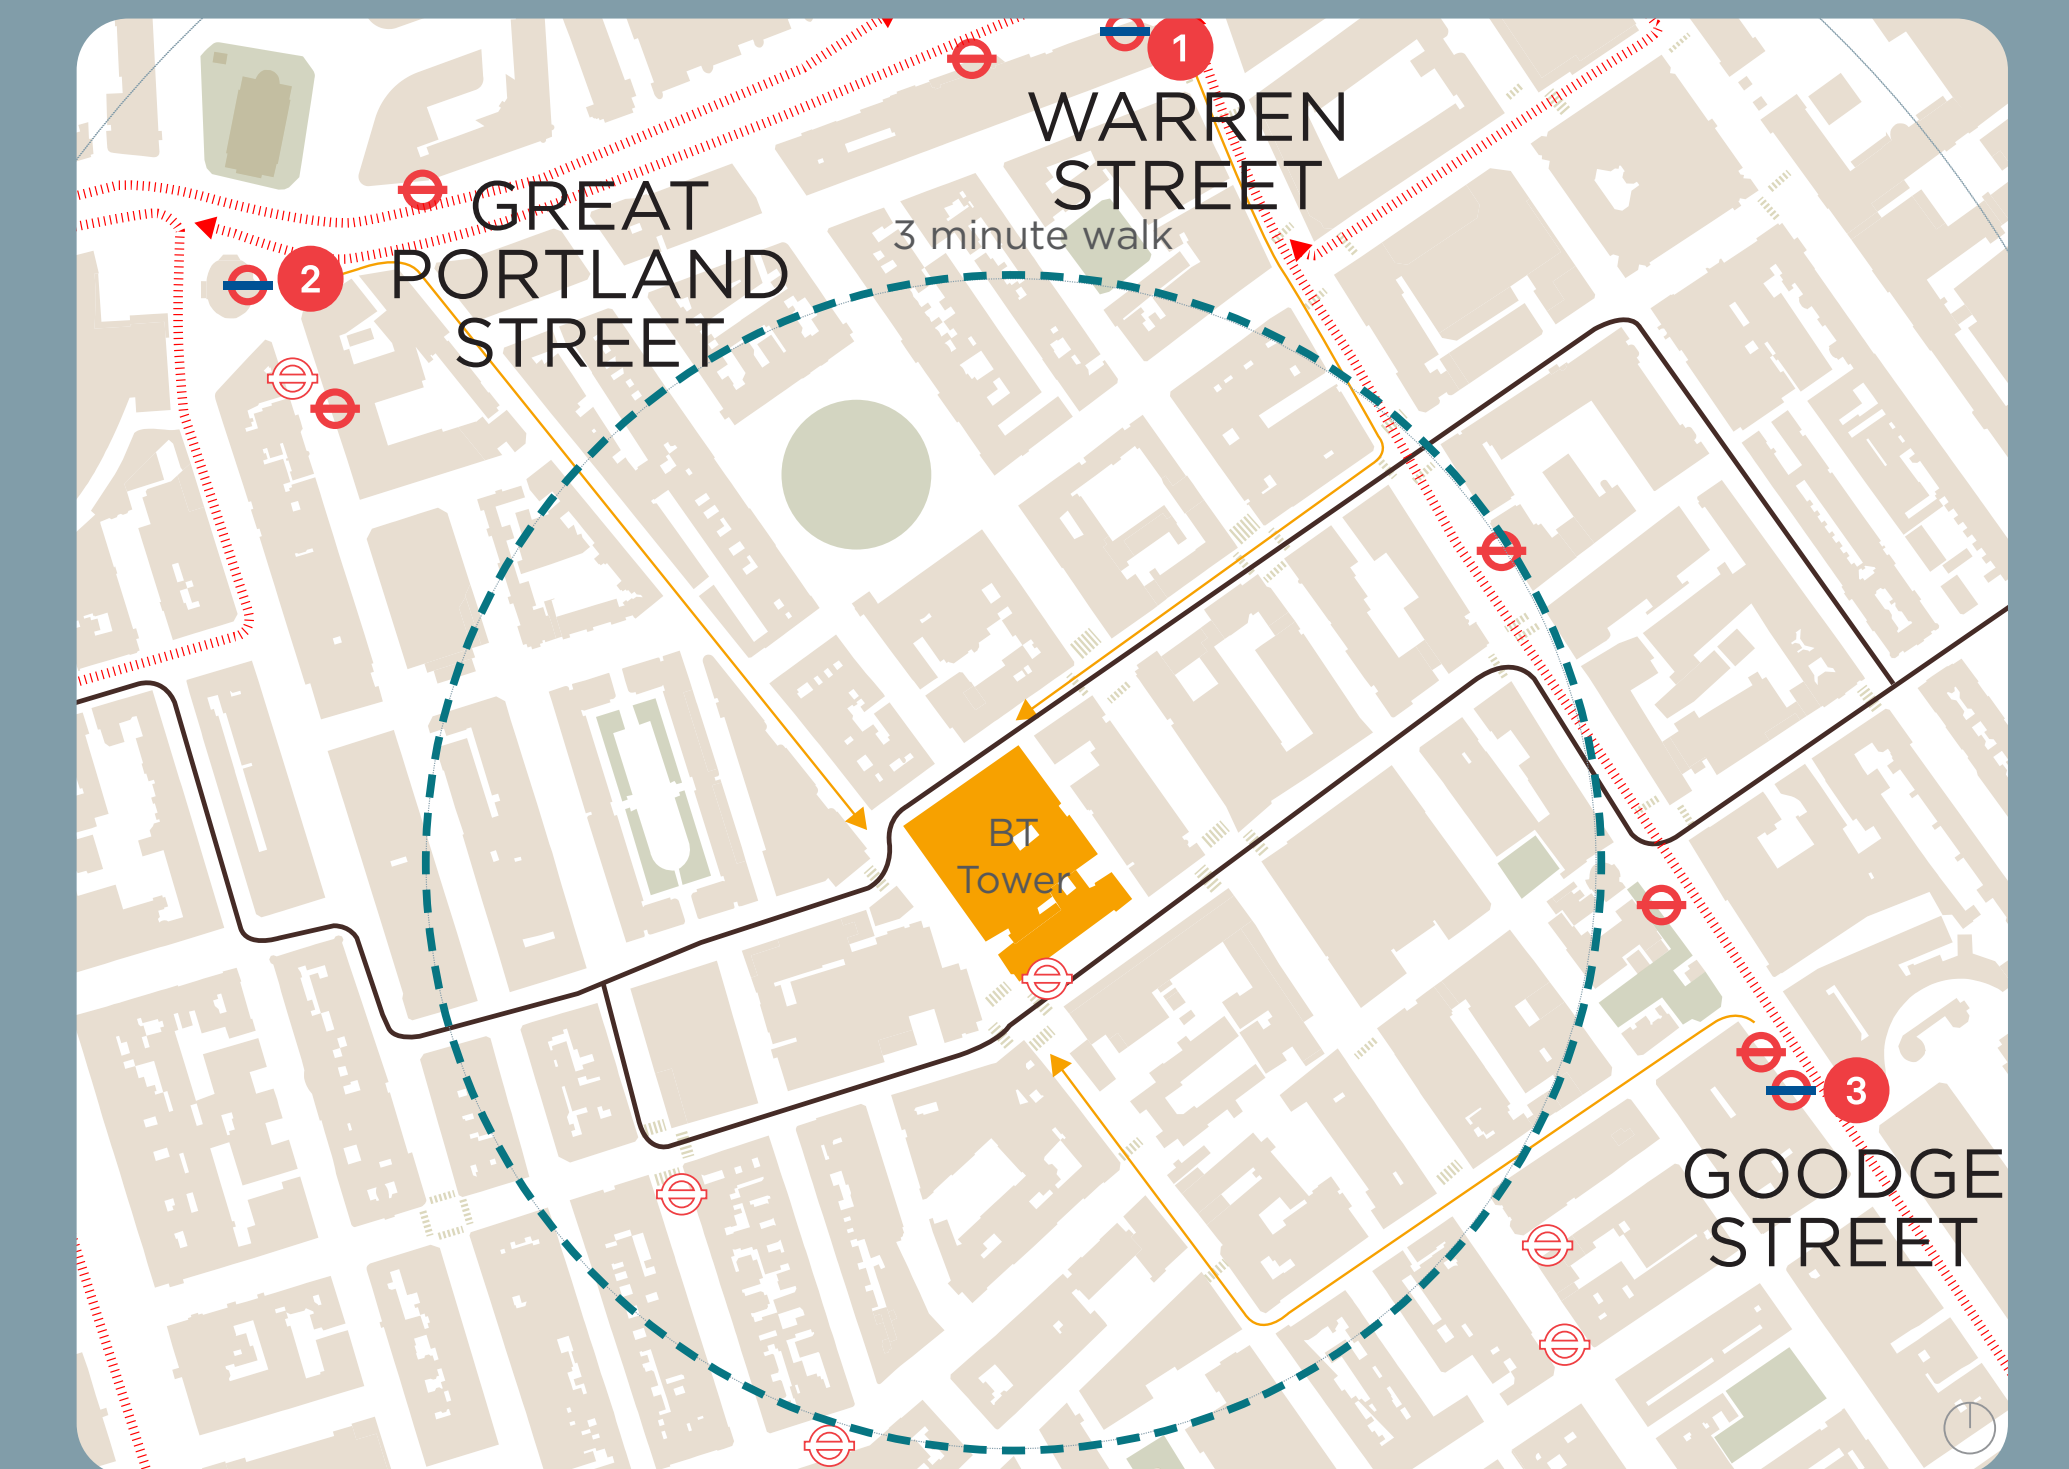 1
WARREN
STREET
2
GREAT
PORTLAND
STREET
3 minute walk
BT
Tower
3
GOODGE
STREET